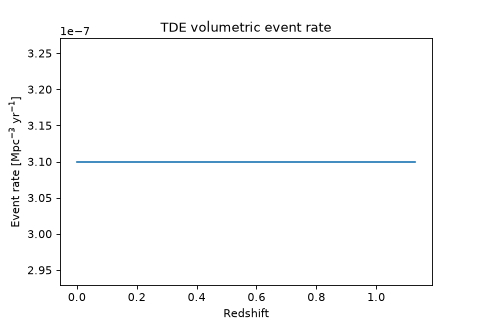 TDE volumetric event rate
1e−7
3.25
3.20
3.15
3.10
3.05
3.00
2.95
Event rate [Mpc⁻³ yr⁻¹]
0.0 0.2 0.4 0.6 0.8 1.0
Redshift